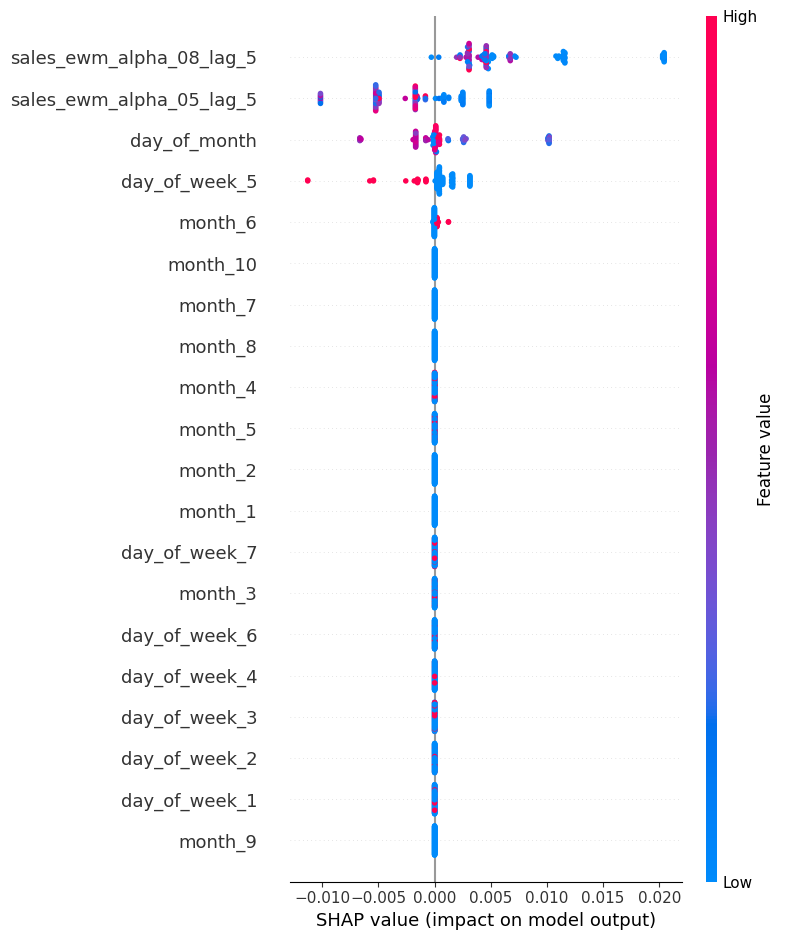 High
sales_ewm_alpha_08_lag_5
sales_ewm_alpha_05_lag_5
day_of_month
day_of_week_5
month_6
month_10
month_7
month_8
month_4
month_5
month_2
month_1
day_of_week_7
month_3
day_of_week_6
day_of_week_4
day_of_week_3
day_of_week_2
day_of_week_1
month_9
Feature value
Low
−0.010 −0.005 0.000 0.005 0.010 0.015 0.020
SHAP value (impact on model output)